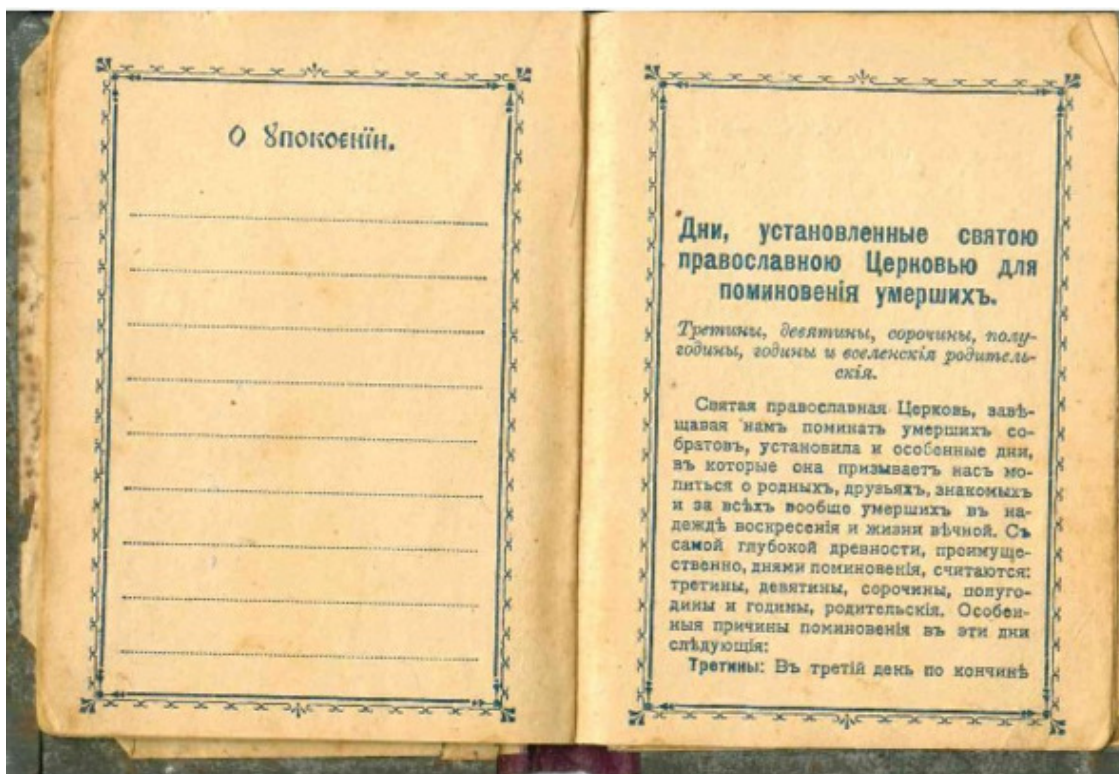 О Упокоенїи.
Дни, установленные святою
православною Церковью для
поминовенія умершихъ.
Третины, девятины, сорочины, полу-
годины, годины и вселенскія родитель-
скія.
Святая православная Церковь, завѣ-
щавая намъ поминать умершихъ со-
братовъ, установила и особенные дни,
въ которые она призываетъ насъ мо-
литься о родныхъ, друзьяхъ, знакомыхъ
и за всѣхъ вообще умершихъ въ на-
деждѣ воскресенія и жизни вѣчной. Съ
самой глубокой древности, преимуще-
ственно, днями поминовенія, считаются:
третины, девятины, сорочины, полуго-
дины и годины, родительскія. Особен-
ныя причины поминовенія въ эти дни
слѣдующія:
Третины: Въ третій день по кончинѣ